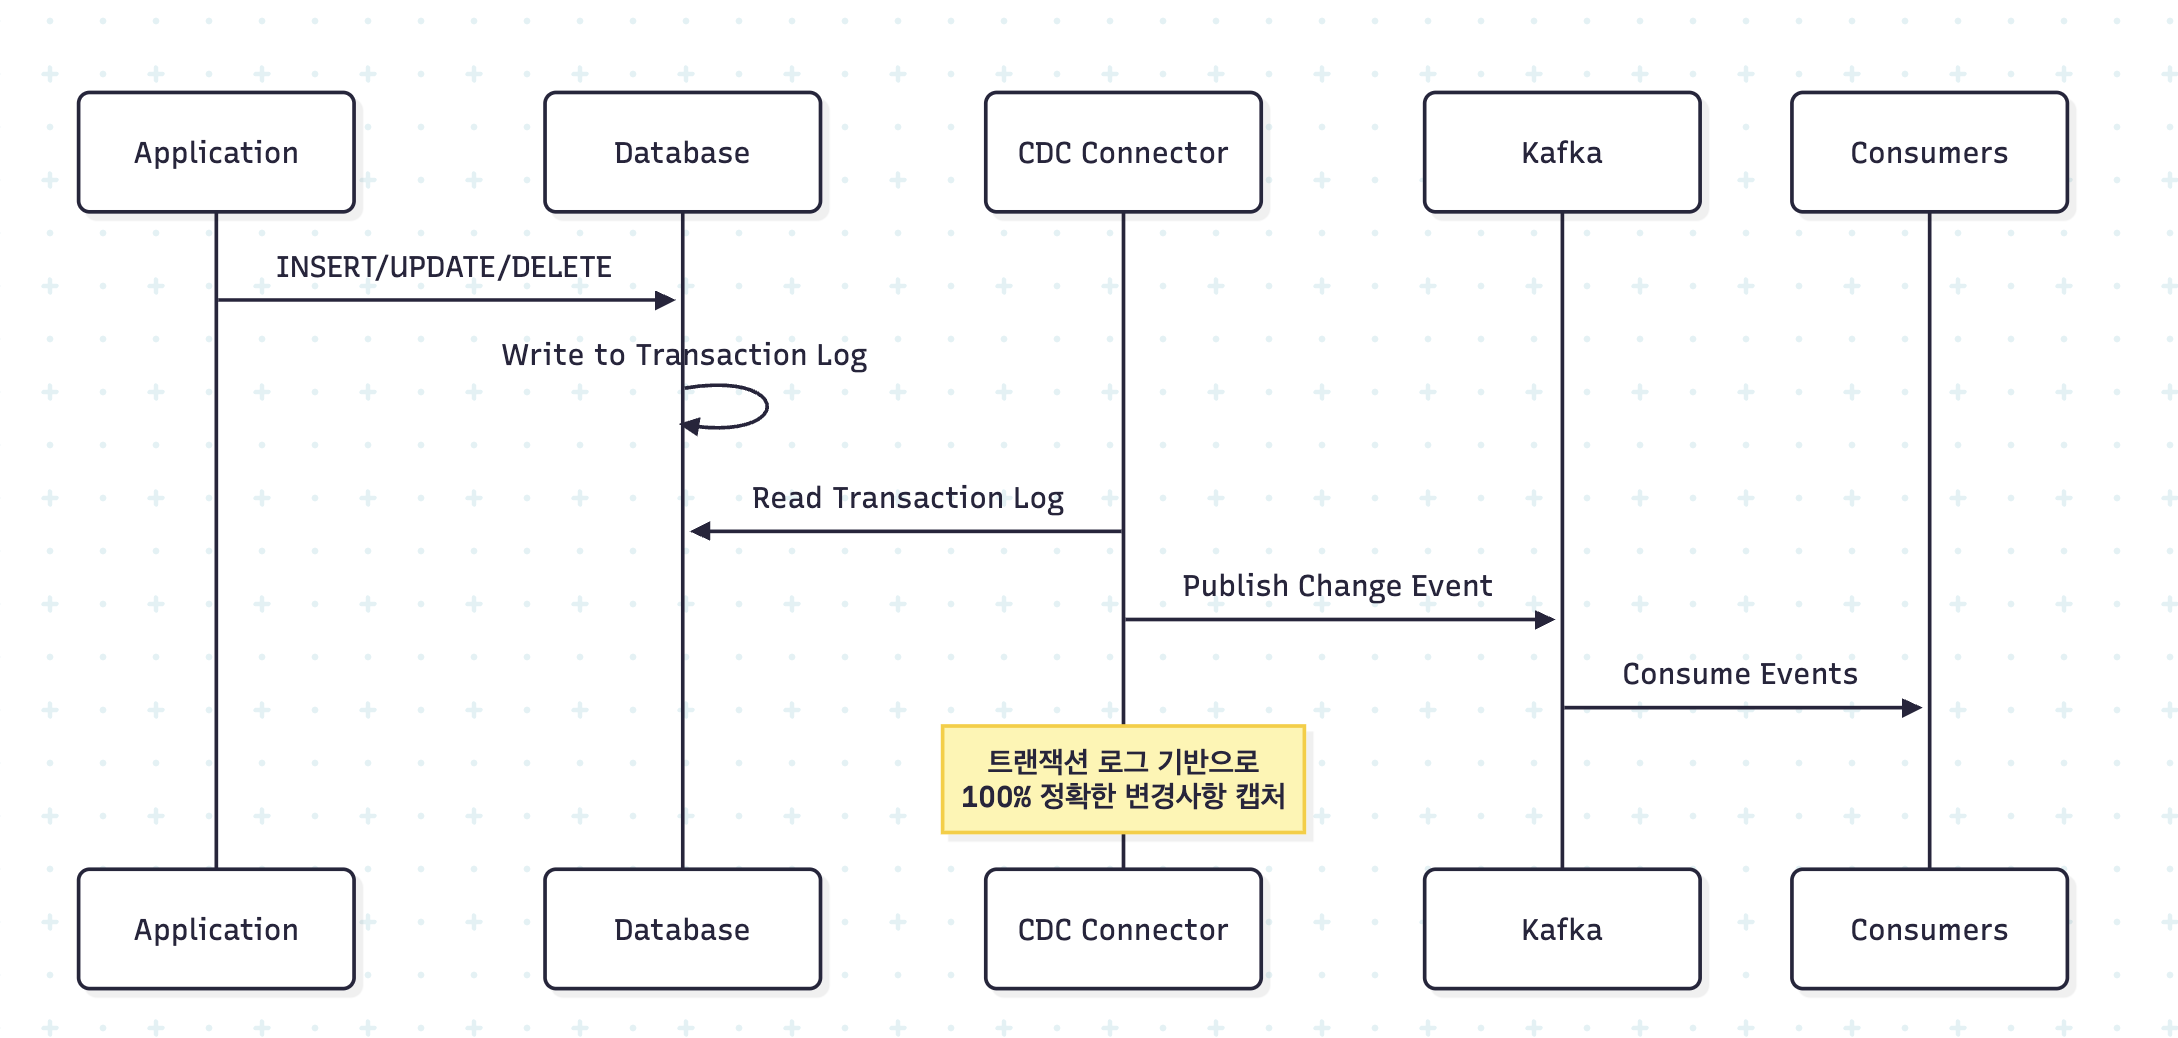 Application
Database
CDC Connector
Kafka
Consumers
INSERT/UPDATE/DELETE
Write to Transaction Log
Read Transaction Log
Publish Change Event
Consume Events
트랜잭션 로그 기반으로
100% 정확한 변경사항 캡처
Application
Database
CDC Connector
Kafka
Consumers